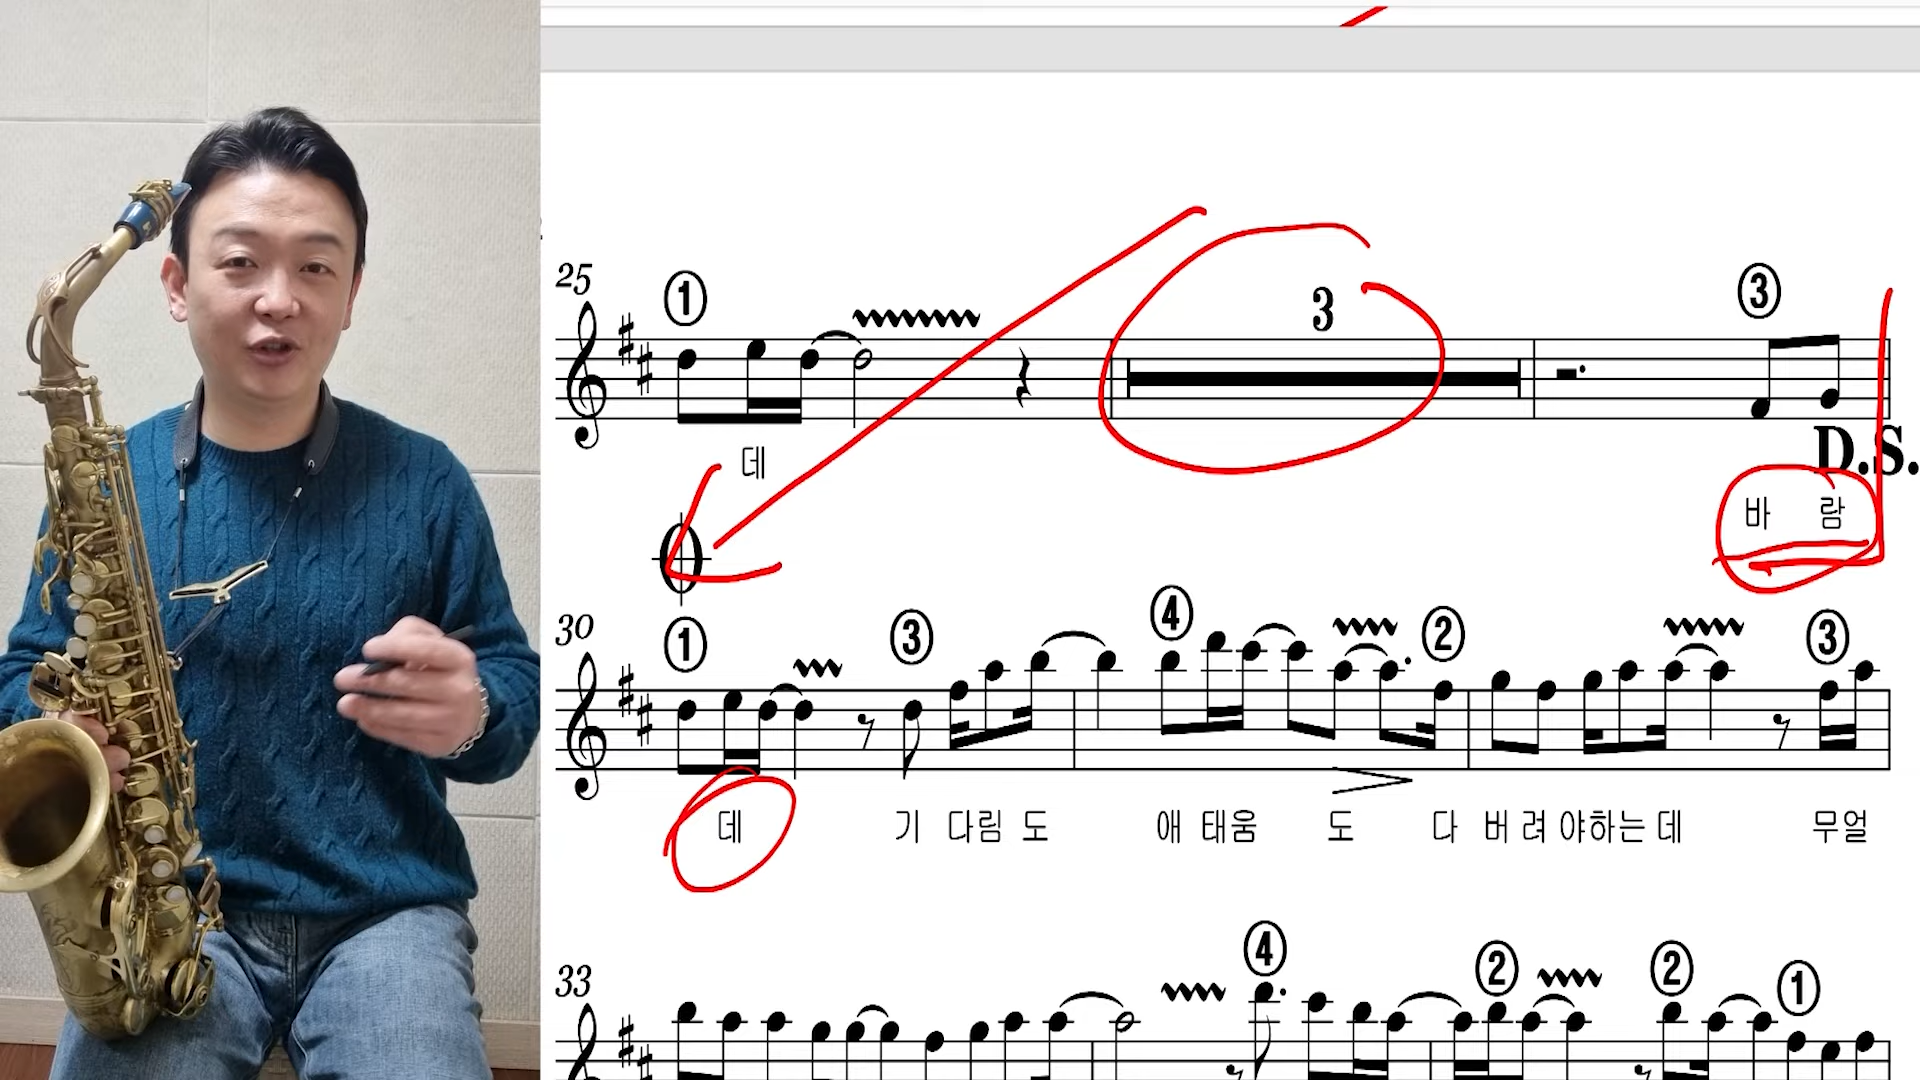 25 ① 3 ③
D.S.
데 바 람
30 ① ③ ④ ② ③
데 기 다림 도 애 태움 도 다 버 려 야하는 데 무얼
33 ④ ② ② ①